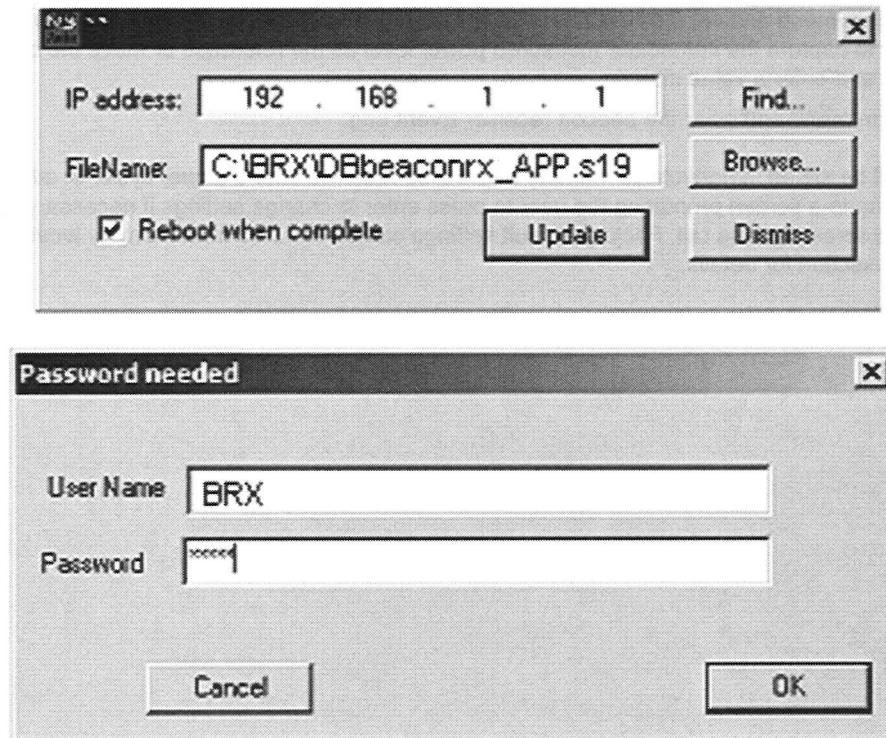 IP address: 192 . 168 . 1 . 1 Find...
FileName: C:\BRX\DBbeaconrx_APP.s19 Browse...
Reboot when complete Update Dismiss
Password needed
User Name BRX
Password ******
Cancel OK